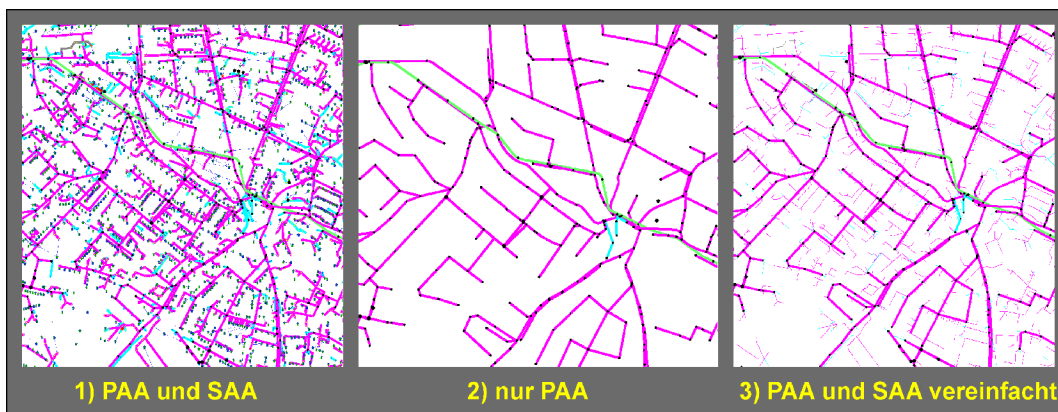 1) PAA und SAA
2) nur PAA
3) PAA und SAA vereinfacht